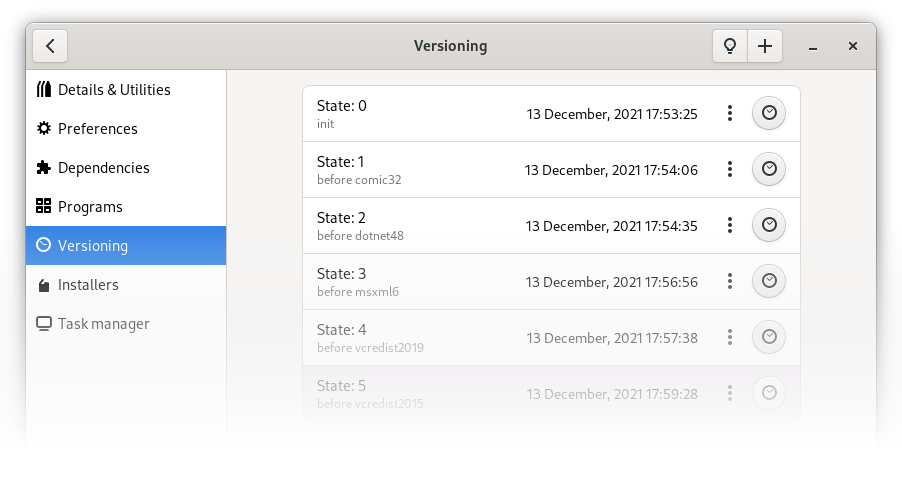 Versioning
Details & Utilities
Preferences
Dependencies
Programs
Versioning
Installers
Task manager
State: 0
init
13 December, 2021 17:53:25
State: 1
before comic32
13 December, 2021 17:54:06
State: 2
before dotnet48
13 December, 2021 17:54:35
State: 3
before msxml6
13 December, 2021 17:56:56
State: 4
before vcredist2019
13 December, 2021 17:57:38
State: 5
before vcredist2015
13 December, 2021 17:59:28